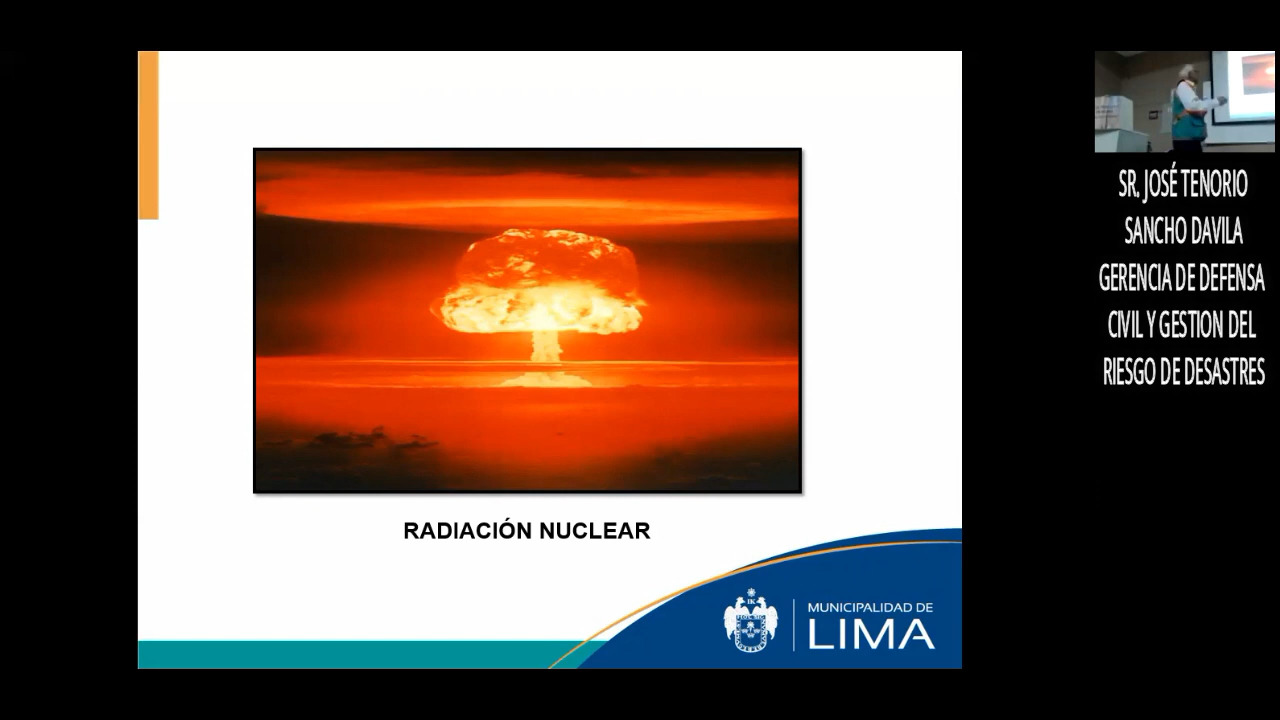 RADIACIÓN NUCLEAR
MUNICIPALIDAD DE
LIMA
SR. JOSÉ TENORIO
SANCHO DAVILA
GERENCIA DE DEFENSA
CIVIL Y GESTION DEL
RIESGO DE DESASTRES